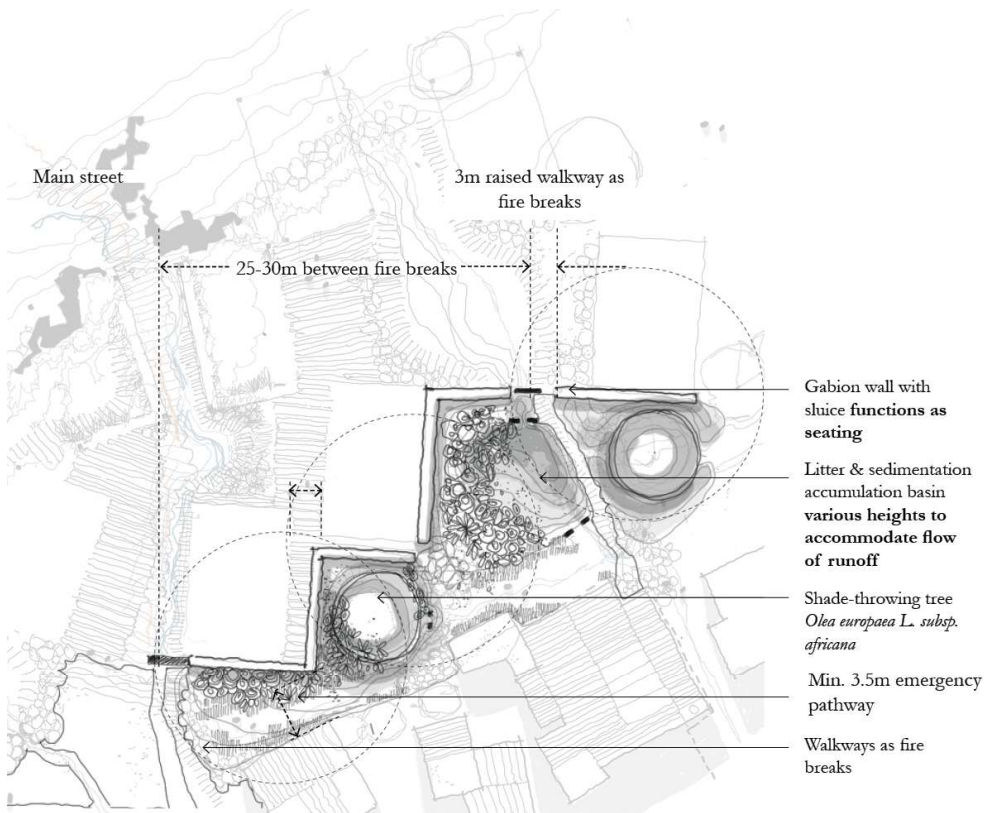 Main street
3m raised walkway as
fire breaks
25-30m between fire breaks
Gabion wall with
sluice functions as
seating
Litter & sedimentation
accumulation basin
various heights to
accommodate flow
of runoff
Shade-throwing tree
Olea europaea L. subsp.
africana
Min. 3.5m emergency
pathway
Walkways as fire
breaks